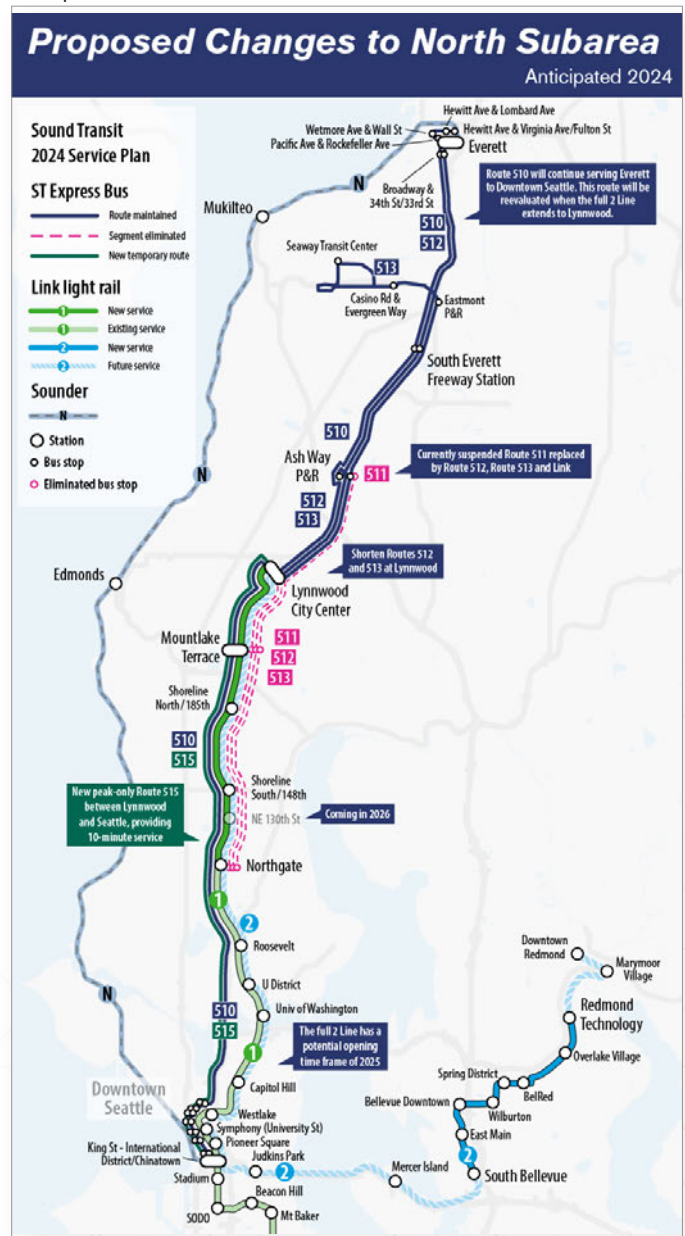 Proposed Changes to North Subarea
Anticipated 2024
Sound Transit
2024 Service Plan
ST Express Bus
Route maintained
Segment eliminated
New temporary route
Link light rail
1
New service
1
Existing service
2
New service
2
Future service
Sounder
N
Station
Bus stop
Eliminated bus stop
Hewitt Ave & Lombard Ave
Wetmore Ave & Wall St
Hewitt Ave & Virginia Ave/Fulton St
Pacific Ave & Rockefeller Ave
Everett
Broadway &
34th St/33rd St
N
Mukilteo
510
512
Route 510 will continue serving Everett
to Downtown Seattle. This route will be
reevaluated when the full 2 Line
extends to Lynnwood.
Seaway Transit Center
513
Casino Rd &
Evergreen Way
Eastmont
P&R
South Everett
Freeway Station
510
Ash Way
P&R
511
Currently suspended Route 511 replaced
by Route 512, Route 513 and Link
N
512
513
Shorten Routes 512
and 513 at Lynnwood
Edmonds
Lynnwood
City Center
Mountlake
Terrace
511
512
513
Shoreline
North/185th
510
515
Shoreline
South/148th
New peak-only Route 515
between Lynnwood
and Seattle, providing
10-minute service
NE 130th St
Coming in 2026
Northgate
1
2
Roosevelt
U District
Univ of Washington
N
510
515
The full 2 Line has a
potential opening
time frame of 2025
1
Capitol Hill
Downtown
Seattle
Westlake
Symphony (University St)
Pioneer Square
King St - International
District/Chinatown
Judkins Park
2
Stadium
Beacon Hill
SODO
Mt Baker
Mercer Island
South Bellevue
2
East Main
Bellevue Downtown
Wilburton
Spring District
BelRed
Overlake Village
Redmond
Technology
Downtown
Redmond
Marymoor
Village